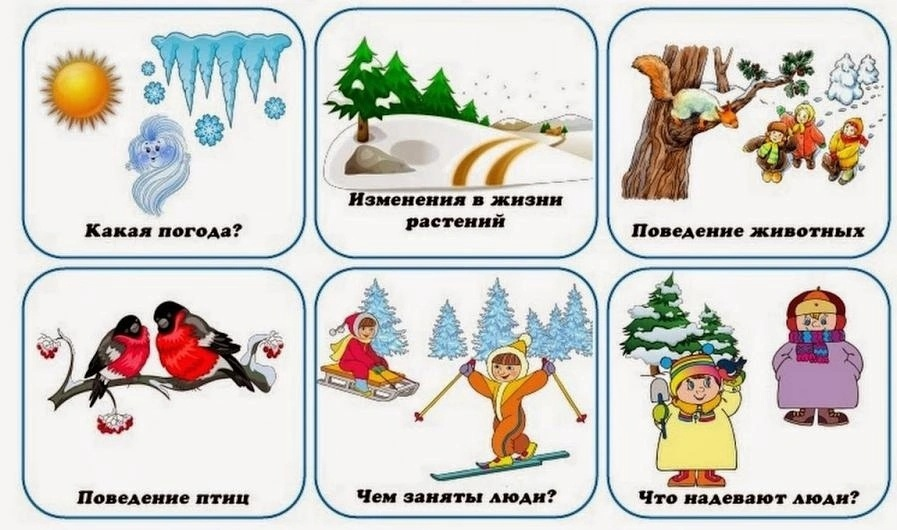 Какая погода?
Изменения в жизни
растений
Поведение животных
Поведение птиц
Чем заняты люди?
Что надевают люди?